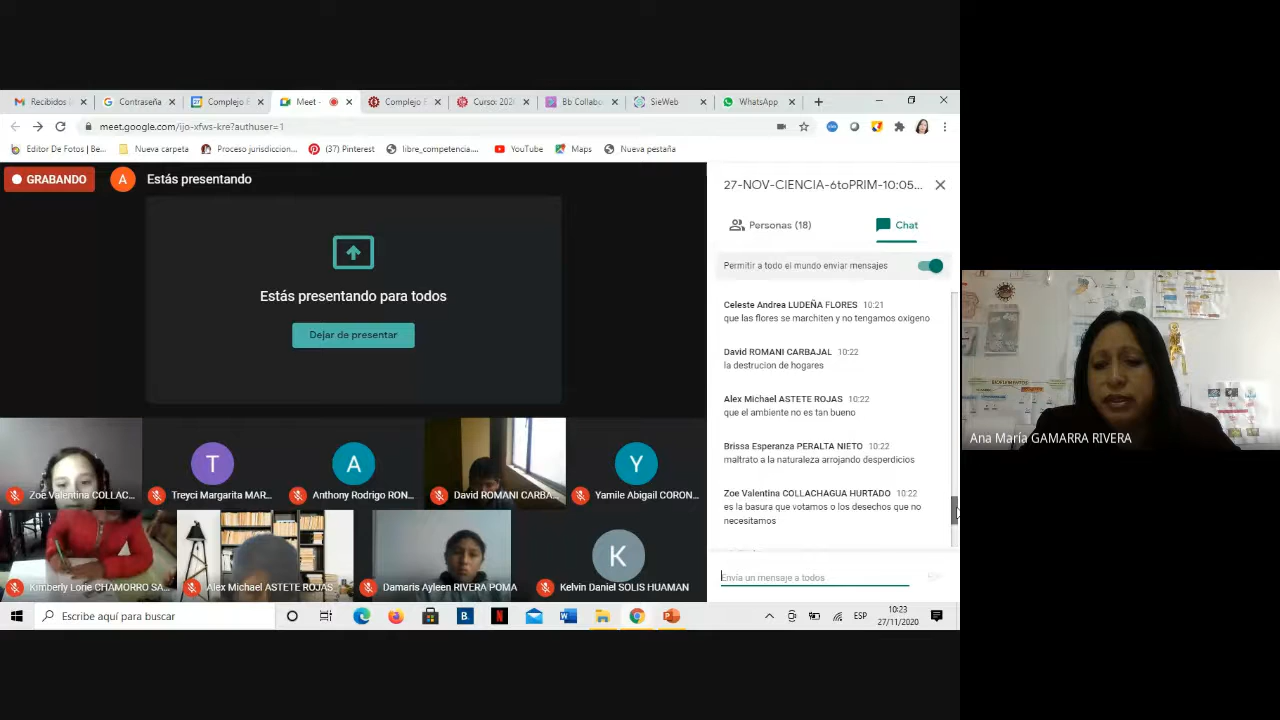 Recibidos
Contraseña
Complejo E
Meet -
Complejo E
Curso: 202
Bb Collabo
SieWeb
WhatsApp
meet.google.com/ijo-xfws-kre?authuser=1
Editor De Fotos | Be...
Nueva carpeta
Proceso jurisdiccion...
(37) Pinterest
libre_competencia....
YouTube
Maps
Nueva pestaña
GRABANDO
A
Estás presentando
Estás presentando para todos
Dejar de presentar
27-NOV-CIENCIA-6toPRIM-10:05...
Personas (18)
Chat
Permitir a todo el mundo enviar mensajes
Celeste Andrea LUDEÑA FLORES 10:21
que las flores se marchiten y no tengamos oxigeno
David ROMANI CARBAJAL 10:22
la destrucion de hogares
Alex Michael ASTETE ROJAS 10:22
que el ambiente no es tan bueno
Brissa Esperanza PERALTA NIETO 10:22
maltrato a la naturaleza arrojando desperdicios
Zoe Valentina COLLACHAGUA HURTADO 10:22
es la basura que votamos o los desechos que no
necesitamos
Envía un mensaje a todos
Zoe Valentina COLLAC...
T
Treyci Margarita MAR...
A
Anthony Rodrigo RON...
David ROMANI CARBA...
Y
Yamile Abigail CORON...
Kimberly Lorie CHAMORRO SA...
Alex Michael ASTETE ROJAS
Damaris Ayleen RIVERA POMA
K
Kelvin Daniel SOLIS HUAMAN
Ana María GAMARRA RIVERA
Escribe aquí para buscar
B.
N
ESP
10:23
27/11/2020